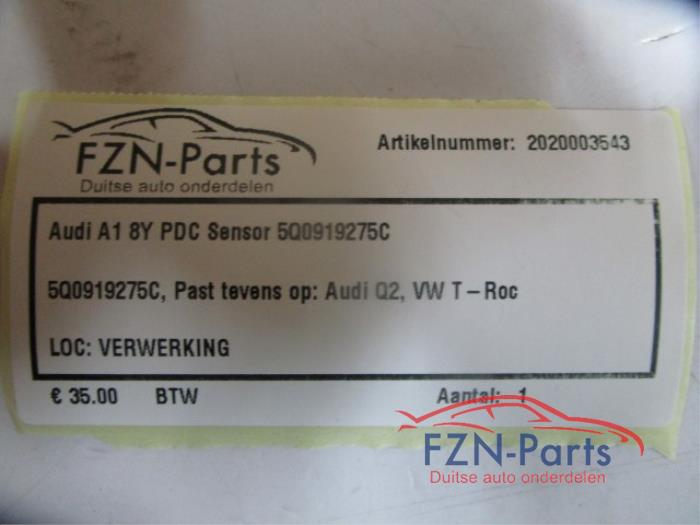 FZN-Parts
Duitse auto onderdelen
Artikelnummer: 2020003543
Audi A1 8Y PDC Sensor 5Q0919275C
5Q0919275C, Past tevens op: Audi Q2, VW T-Roc
LOC: VERWERKING
€ 35.00 BTW Aantal: 1
FZN-Parts
Duitse auto onderdelen